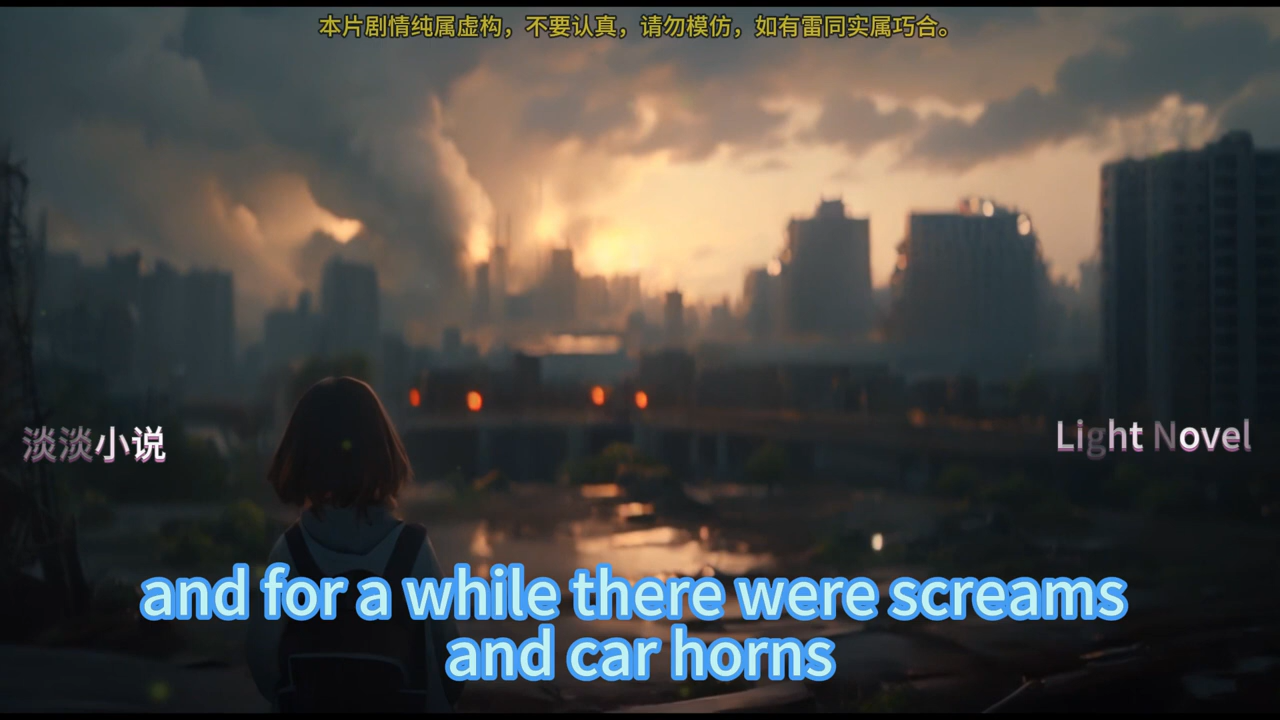 本片剧情纯属虚构，不要认真，请勿模仿，如有雷同实属巧合。
淡淡小说
Light Novel
and for a while there were screams
and car horns